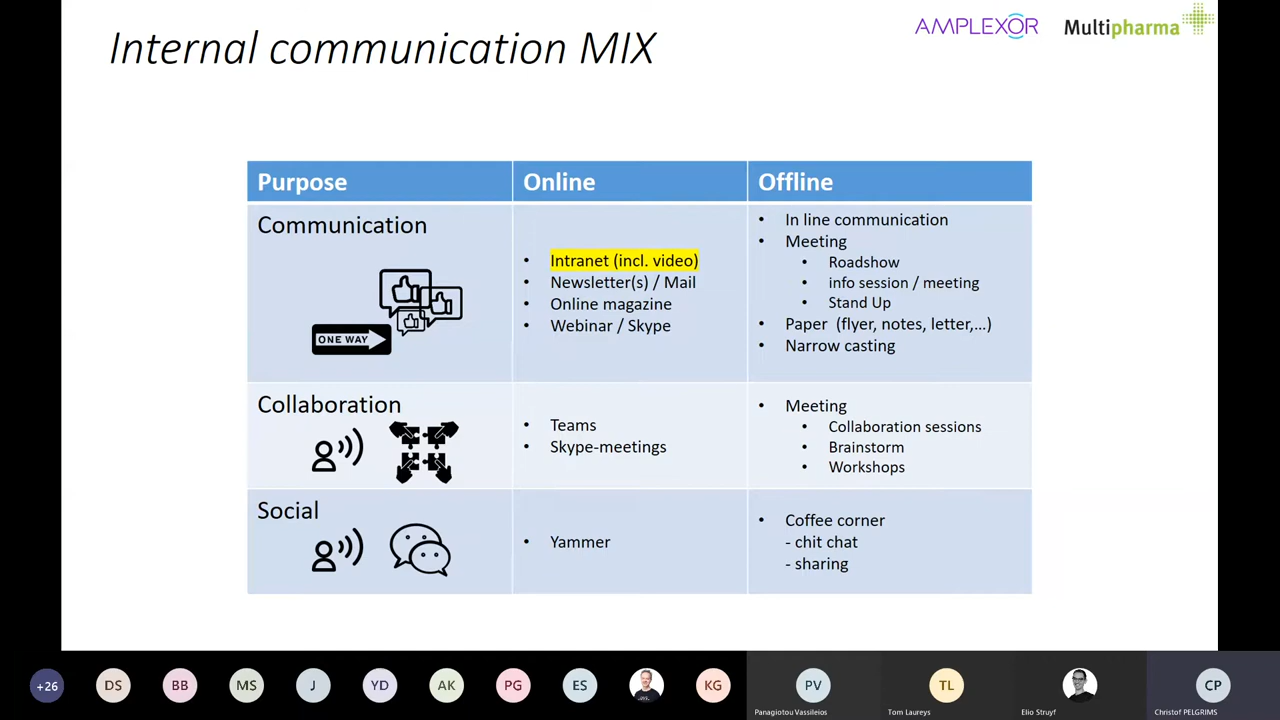 Internal communication MIX
AMPLEXOR
Multipharma
Purpose
Online
Offline
Communication
ONE WAY
• Intranet (incl. video)
• Newsletter(s) / Mail
• Online magazine
• Webinar / Skype
• In line communication
• Meeting
• Roadshow
• info session / meeting
• Stand Up
• Paper (flyer, notes, letter,...)
• Narrow casting
Collaboration
• Teams
• Skype-meetings
• Meeting
• Collaboration sessions
• Brainstorm
• Workshops
Social
• Yammer
• Coffee corner
- chit chat
- sharing
+26
DS
BB
MS
J
YD
AK
PG
ES
KG
PV
Panagiotou Vassileios
TL
Tom Laureys
Elio Struyf
CP
Christof PELGRIMS